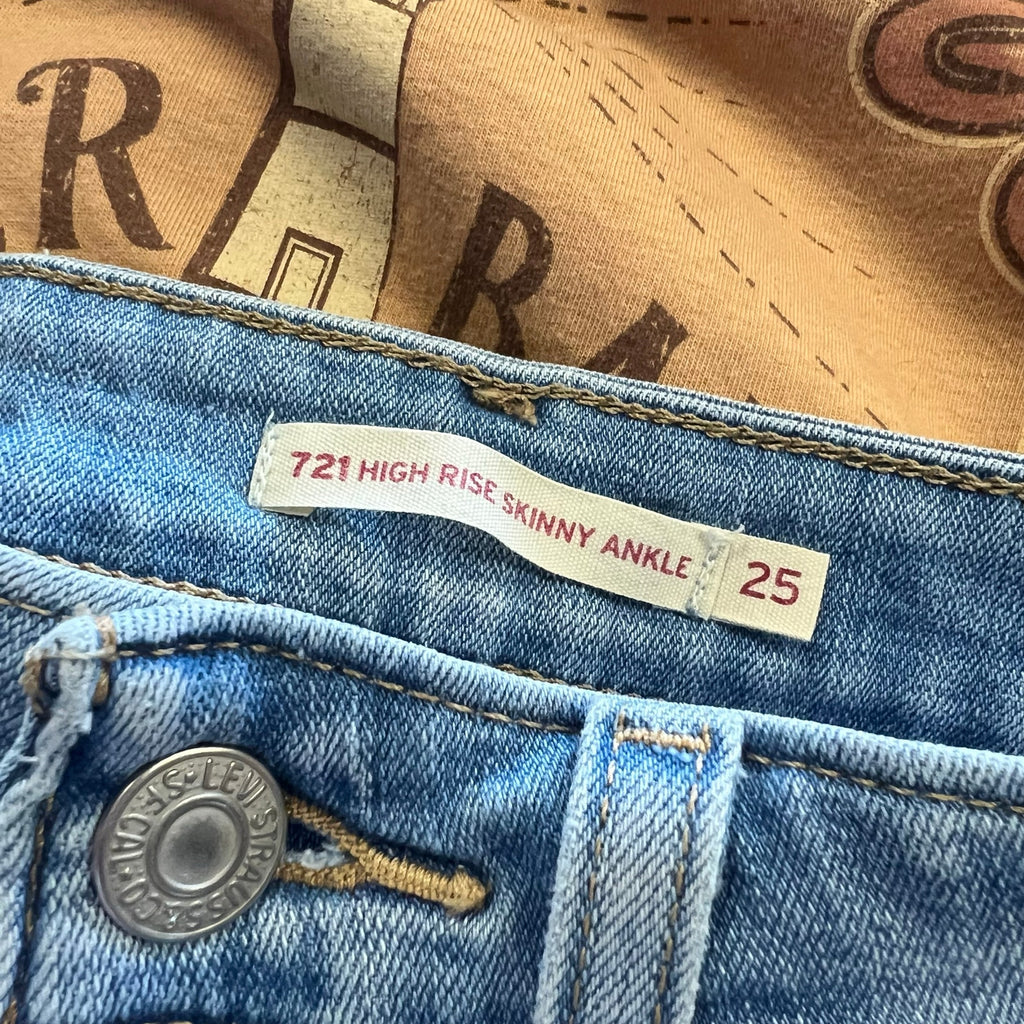 721 HIGH RISE SKINNY ANKLE
25
LEVI STRAUSS & CO. S.F. CAL.